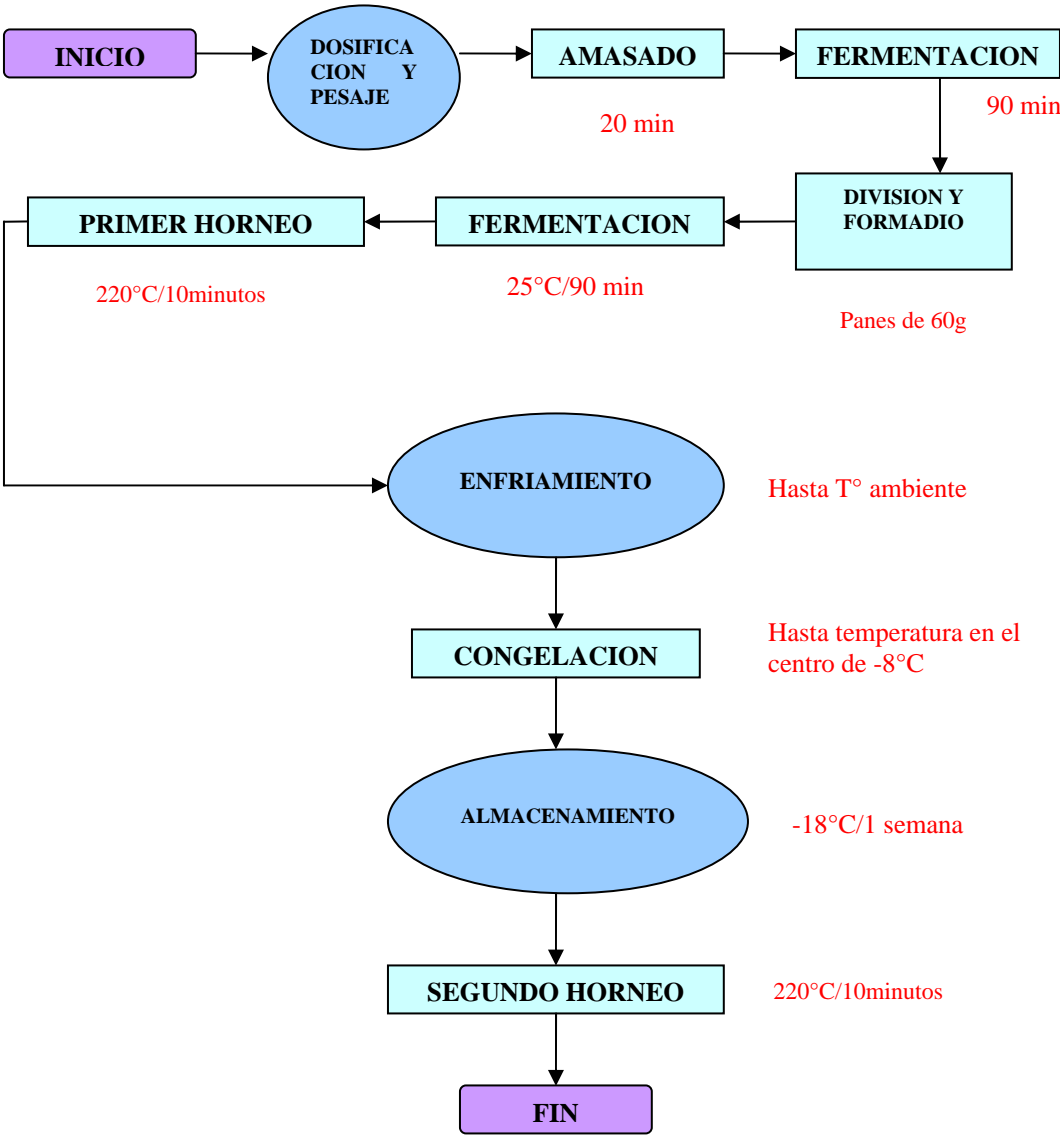 INICIO
DOSIFICA
CION Y
PESAJE
AMASADO
20 min
FERMENTACION
90 min
DIVISION Y
FORMADIO
Panes de 60g
FERMENTACION
25°C/90 min
PRIMER HORNEO
220°C/10minutos
ENFRIAMIENTO
Hasta T° ambiente
CONGELACION
Hasta temperatura en el
centro de -8°C
ALMACENAMIENTO
-18°C/1 semana
SEGUNDO HORNEO
220°C/10minutos
FIN